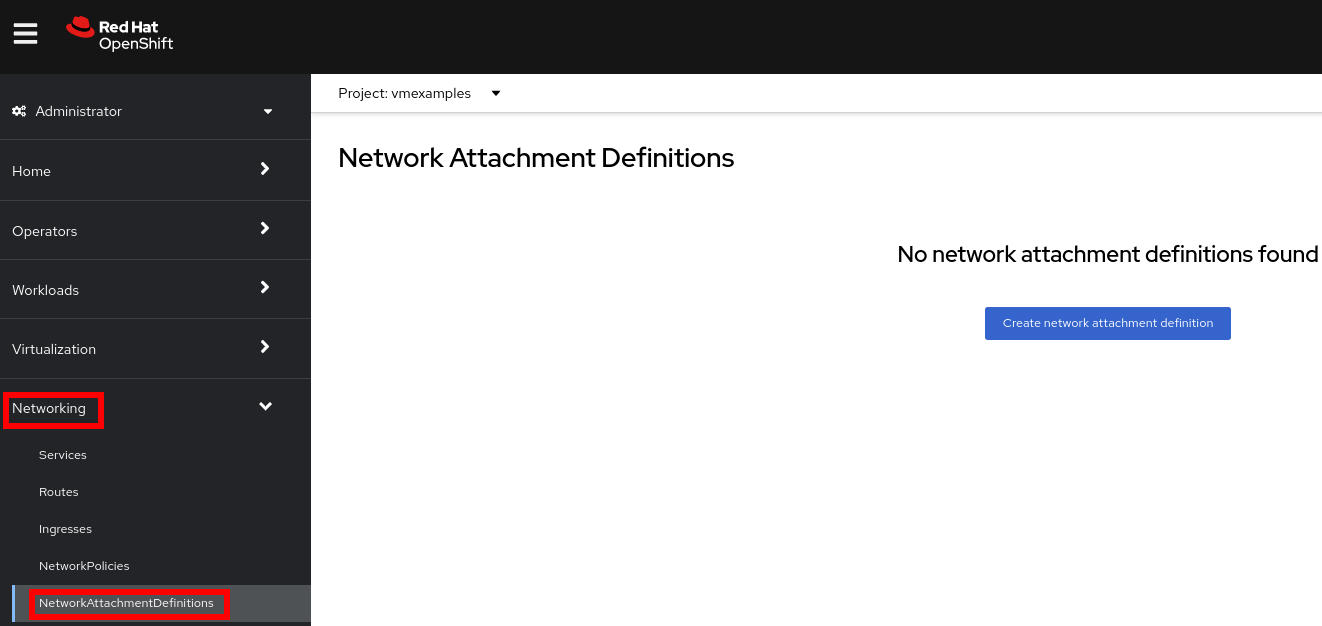 Red Hat
OpenShift
Administrator
Home
Operators
Workloads
Virtualization
Networking
Services
Routes
Ingresses
NetworkPolicies
NetworkAttachmentDefinitions
Project: vmexamples
Network Attachment Definitions
No network attachment definitions found
Create network attachment definition